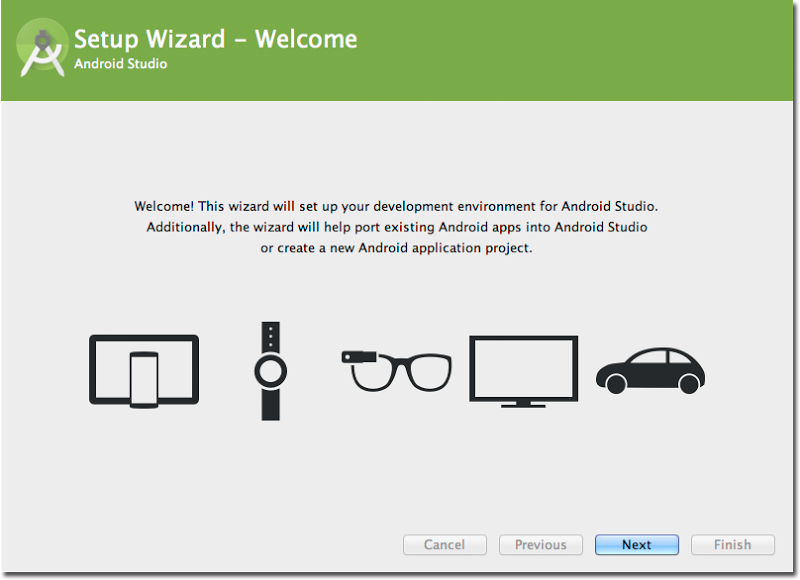 Setup Wizard – Welcome
Android Studio
Welcome! This wizard will set up your development environment for Android Studio.
Additionally, the wizard will help port existing Android apps into Android Studio
or create a new Android application project.
Cancel
Previous
Next
Finish